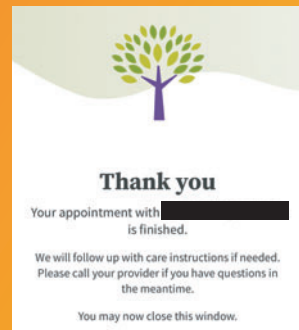 Thank you
Your appointment with
is finished.
We will follow up with care instructions if needed.
Please call your provider if you have questions in
the meantime.
You may now close this window.